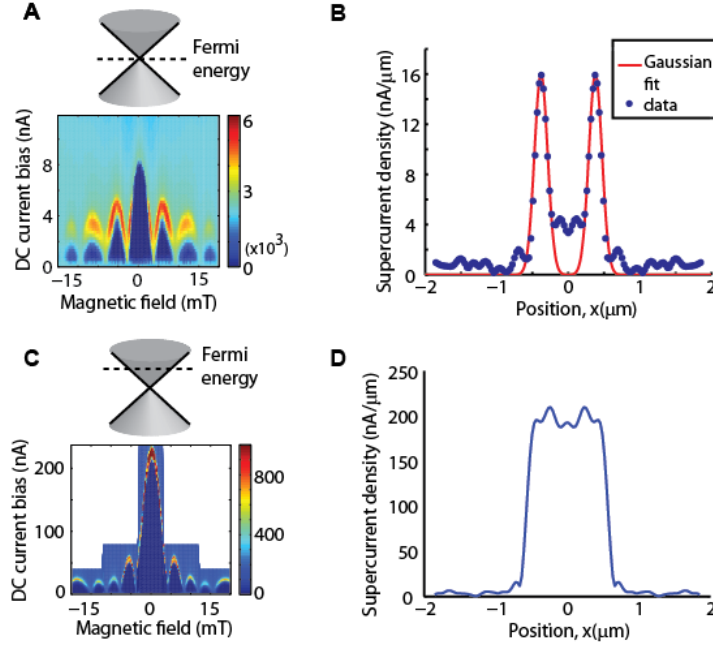 A
Fermi
energy
DC current bias (nA)
8
4
0
6
3
(x10³)
0
−15
0
15
Magnetic field (mT)
B
Supercurrent density (nA/μm)
16
12
8
4
0
Gaussian
fit
data
−2
−1
0
1
2
Position, x(μm)
C
Fermi
energy
DC current bias (nA)
200
100
0
800
400
0
−15
0
15
Magnetic field (mT)
D
Supercurrent density (nA/μm)
250
200
150
100
50
0
−2
−1
0
1
2
Position, x(μm)